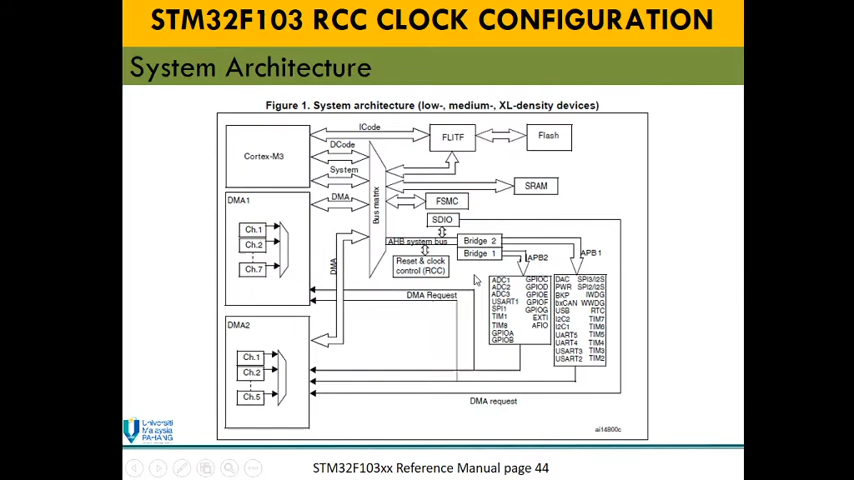 STM32F103 RCC CLOCK CONFIGURATION
System Architecture
Figure 1. System architecture (low-, medium-, XL-density devices)
ICode
FLITF
Flash
Cortex-M3
DCode
System
Bus matrix
SRAM
DMA
FSMC
SDIO
DMA1
Ch.1
Ch.2
Ch.7
AHB system bus
Bridge 2
Bridge 1
APB2
APB1
Reset & clock
control (RCC)
DMA
DMA Request
ADC1
ADC2
ADC3
USART1
SPI1
TIM1
TIM8
GPIOA
GPIOB
GPIOC
GPIOD
GPIOE
GPIOF
GPIOG
EXTI
AFIO
DAC
PWR
BKP
bxCAN
USB
I2C2
I2C1
UART5
UART4
USART3
USART2
SPI3/I2S
SPI2/I2S
IWDG
WWDG
RTC
TIM7
TIM6
TIM5
TIM4
TIM3
TIM2
DMA2
Ch.1
Ch.2
Ch.5
DMA request
ai14800c
Universiti
Malaysia
PAHANG
STM32F103xx Reference Manual page 44